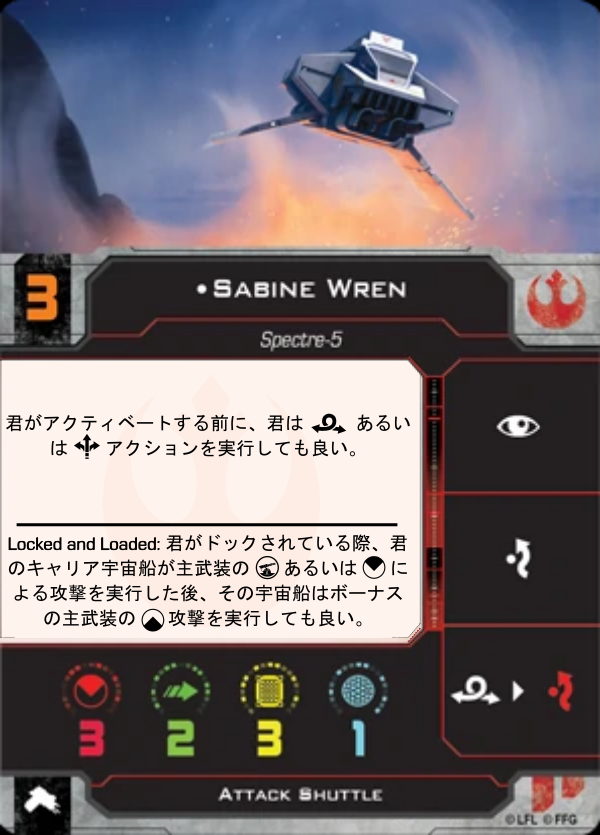 3
•SABINE WREN
Spectre-5
君がアクティベートする前に、君は あるい
は アクションを実行しても良い。
Locked and Loaded: 君がドックされている際、君
のキャリア宇宙船が主武装の あるいは に
よる攻撃を実行した後、その宇宙船はボーナス
の主武装の 攻撃を実行しても良い。
3 2 3 1
ATTACK SHUTTLE
©LFL ©FFG